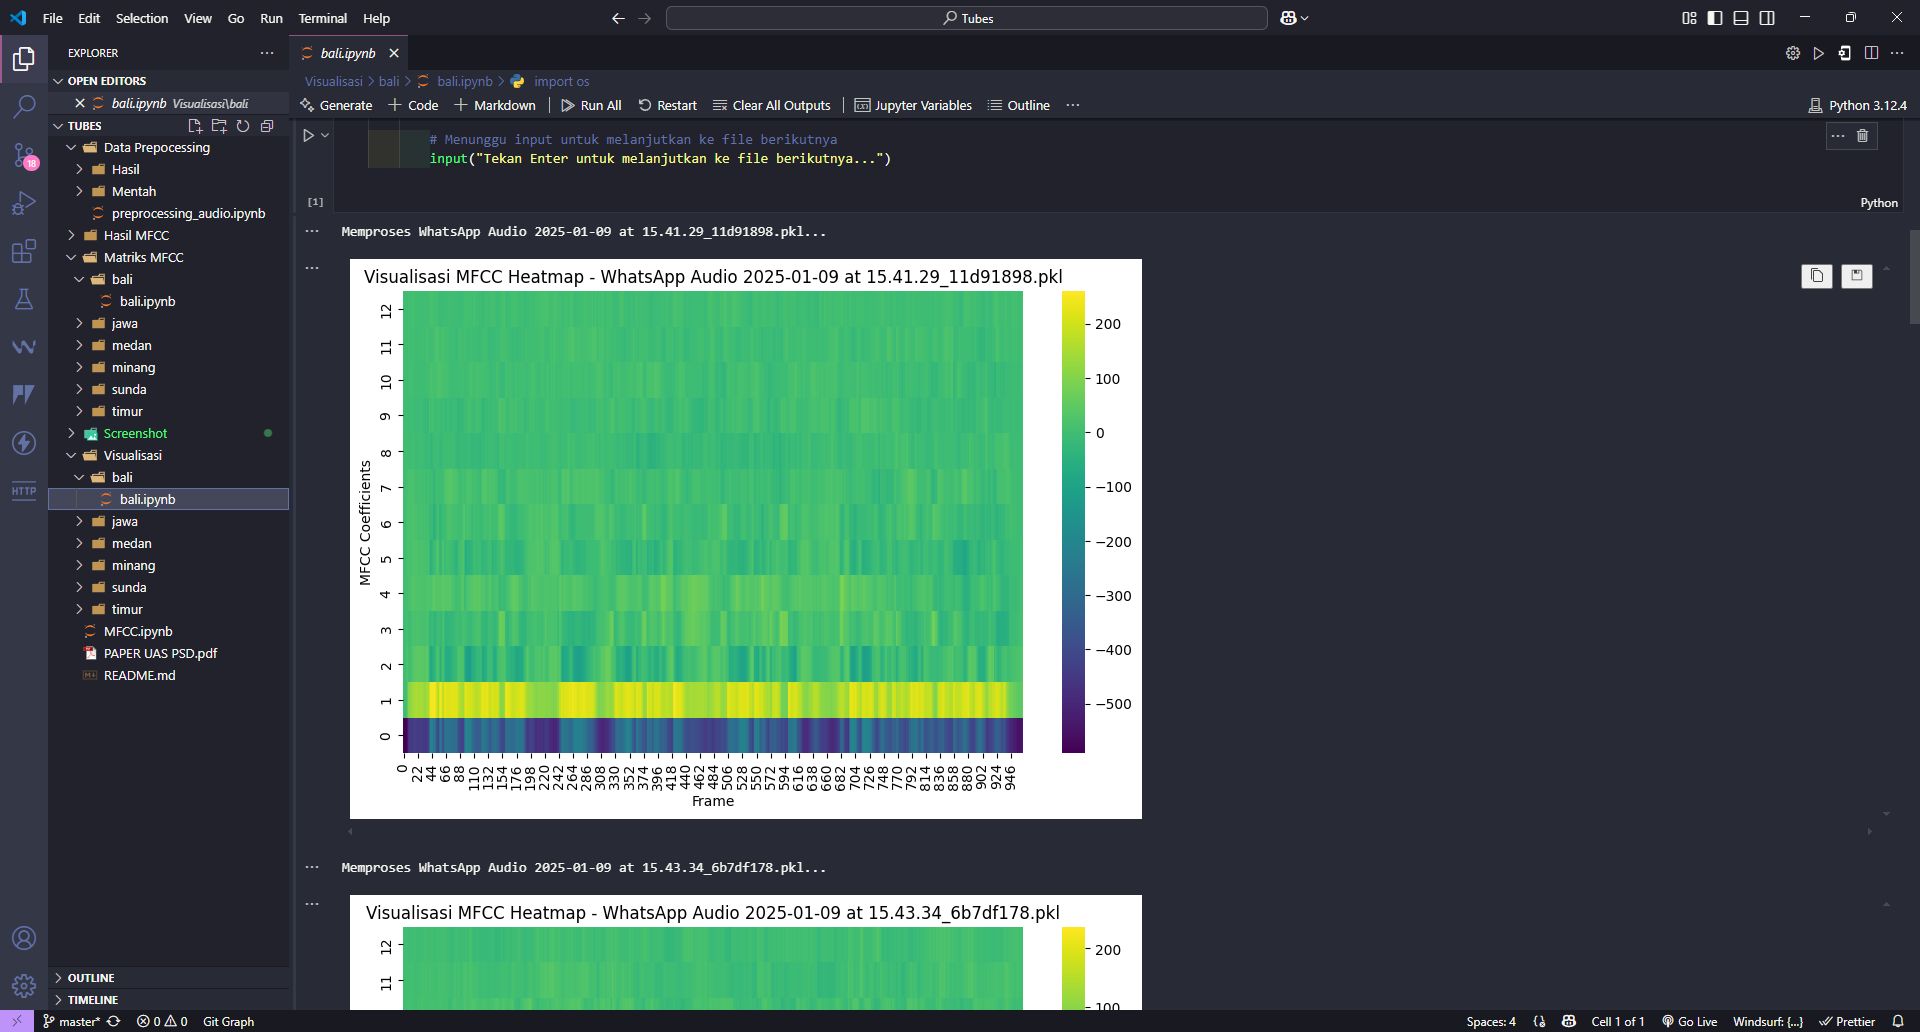 File Edit Selection View Go Run Terminal Help
Tubes
EXPLORER
OPEN EDITORS
bali.ipynb Visualisasi\bali
TUBES
Data Prepocessing
Hasil
Mentah
preprocessing_audio.ipynb
Hasil MFCC
Matriks MFCC
bali
bali.ipynb
jawa
medan
minang
sunda
timur
Screenshot
Visualisasi
bali
bali.ipynb
jawa
medan
minang
sunda
timur
MFCC.ipynb
PAPER UAS PSD.pdf
README.md
OUTLINE
TIMELINE
18
HTTP
bali.ipynb
Visualisasi > bali > bali.ipynb > import os
Generate + Code + Markdown Run All Restart Clear All Outputs Jupyter Variables Outline ...
Python 3.12.4
# Menunggu input untuk melanjutkan ke file berikutnya
input("Tekan Enter untuk melanjutkan ke file berikutnya...")
[1]
Python
Memproses WhatsApp Audio 2025-01-09 at 15.41.29_11d91898.pkl...
Visualisasi MFCC Heatmap - WhatsApp Audio 2025-01-09 at 15.41.29_11d91898.pkl
MFCC Coefficients
12
11
10
9
8
7
6
5
4
3
2
1
0
200
100
0
−100
−200
−300
−400
−500
0 22 44 66 88 110 132 154 176 198 220 242 264 286 308 330 352 374 396 418 440 462 484 506 528 550 572 594 616 638 660 682 704 726 748 770 792 814 836 858 880 902 924 946
Frame
Memproses WhatsApp Audio 2025-01-09 at 15.43.34_6b7df178.pkl...
Visualisasi MFCC Heatmap - WhatsApp Audio 2025-01-09 at 15.43.34_6b7df178.pkl
12
11
200
100
master* 0 0 Git Graph
Spaces: 4 Cell 1 of 1 Go Live Windsurf: {...} Prettier